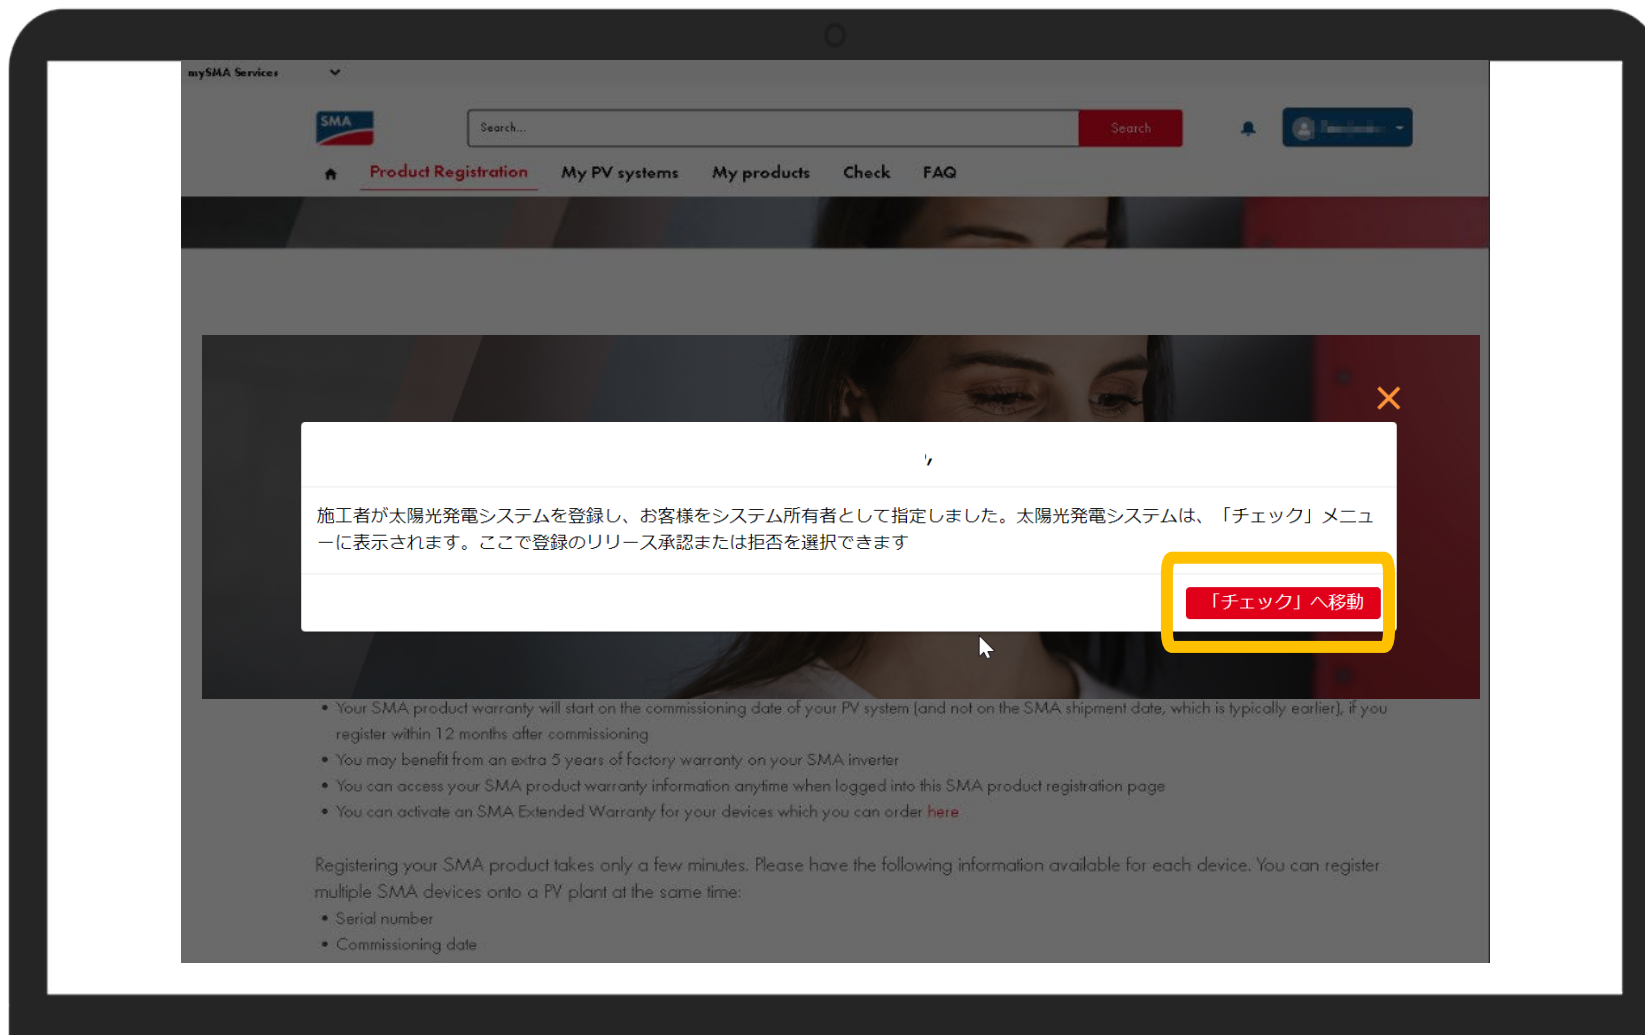 mySMA Services
SMA
Search...
Search
Product Registration
My PV systems
My products
Check
FAQ
,
施工者が太陽光発電システムを登録し、お客様をシステム所有者として指定しました。太陽光発電システムは、「チェック」メニュ
ーに表示されます。ここで登録のリリース承認または拒否を選択できます
「チェック」へ移動
• Your SMA product warranty will start on the commissioning date of your PV system (and not on the SMA shipment date, which is typically earlier), if you
register within 12 months after commissioning
• You may benefit from an extra 5 years of factory warranty on your SMA inverter
• You can access your SMA product warranty information anytime when logged into this SMA product registration page
• You can activate an SMA Extended Warranty for your devices which you can order here
Registering your SMA product takes only a few minutes. Please have the following information available for each device. You can register
multiple SMA devices onto a PV plant at the same time:
• Serial number
• Commissioning date